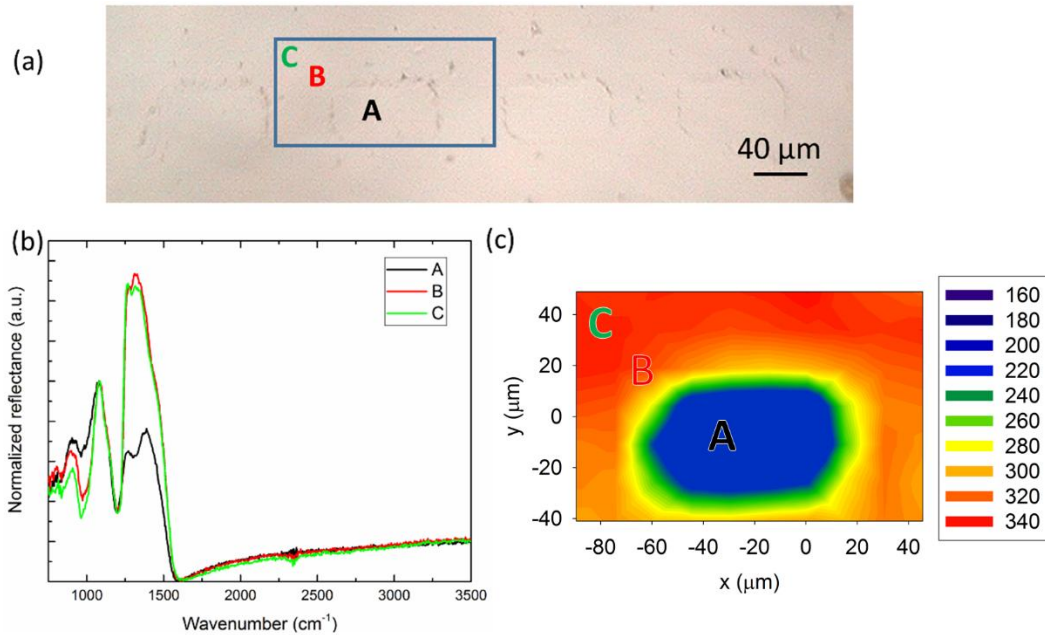 (a)
C
B
A
40 μm
(b)
Normalized reflectance (a.u.)
A
B
C
1000 1500 2000 2500 3000 3500
Wavenumber (cm-1)
(c)
C
B
A
40
20
0
-20
-40
y (μm)
-80 -60 -40 -20 0 20 40
x (μm)
160
180
200
220
240
260
280
300
320
340